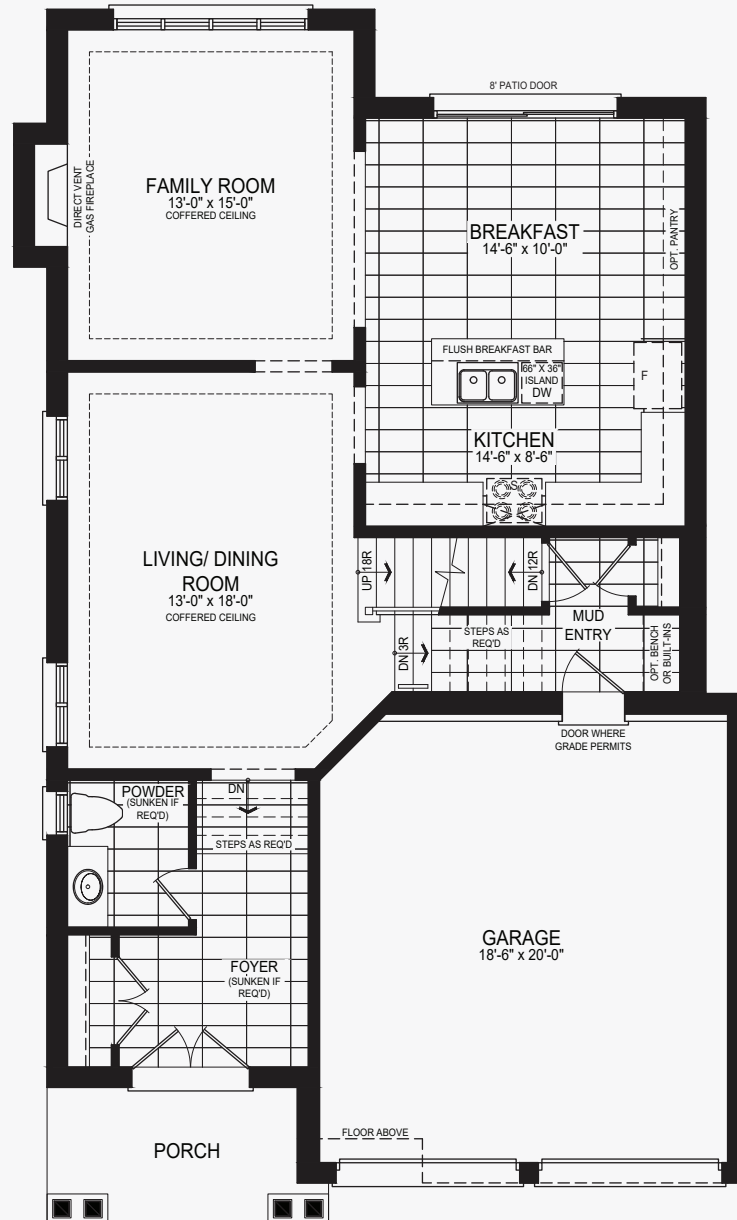 8' PATIO DOOR
DIRECT VENT
GAS FIREPLACE
FAMILY ROOM
13'-0" x 15'-0"
COFFERED CEILING
BREAKFAST
14'-6" x 10'-0"
OPT. PANTRY
FLUSH BREAKFAST BAR
66" X 36"
ISLAND
DW
F
KITCHEN
14'-6" x 8'-6"
S
LIVING/ DINING
ROOM
13'-0" x 18'-0"
COFFERED CEILING
UP 18R
DN 12R
MUD
ENTRY
STEPS AS
REQ'D
DN 3R
OPT. BENCH
OR BUILT-INS
DOOR WHERE
GRADE PERMITS
POWDER
(SUNKEN IF
REQ'D)
DN
STEPS AS REQ'D
FOYER
(SUNKEN IF
REQ'D)
GARAGE
18'-6" x 20'-0"
FLOOR ABOVE
PORCH